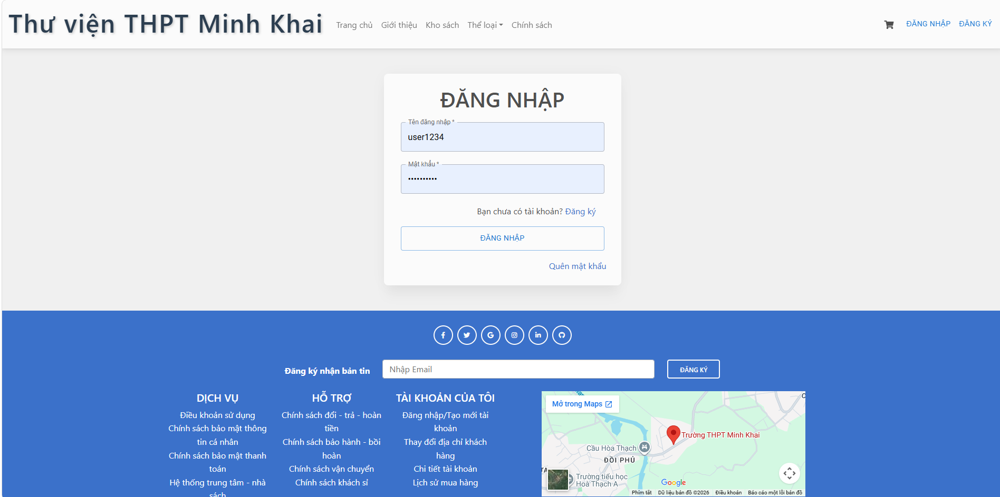 Thư viện THPT Minh Khai
Trang chủ
Giới thiệu
Kho sách
Thể loại
Chính sách
ĐĂNG NHẬP
ĐĂNG KÝ
ĐĂNG NHẬP
Tên đăng nhập *
user1234
Mật khẩu *
••••••••••
Bạn chưa có tài khoản? Đăng ký
ĐĂNG NHẬP
Quên mật khẩu
Đăng ký nhận bản tin
Nhập Email
ĐĂNG KÝ
DỊCH VỤ
Điều khoản sử dụng
Chính sách bảo mật thông
tin cá nhân
Chính sách bảo mật thanh
toán
Hệ thống trung tâm - nhà
sách
HỖ TRỢ
Chính sách đổi - trả - hoàn
tiền
Chính sách bảo hành - bồi
hoàn
Chính sách vận chuyển
Chính sách khách sỉ
TÀI KHOẢN CỦA TÔI
Đăng nhập/Tạo mới tài
khoản
Thay đổi địa chỉ khách
hàng
Chi tiết tài khoản
Lịch sử mua hàng
Mở trong Maps
Trường THPT Minh Khai
Cầu Hòa Thạch
ĐỒI PHỦ
Trường tiểu học
Hoà Thạch A
Google
Phím tắt
Dữ liệu bản đồ ©2026
Điều khoản
Báo cáo một lỗi bản đồ